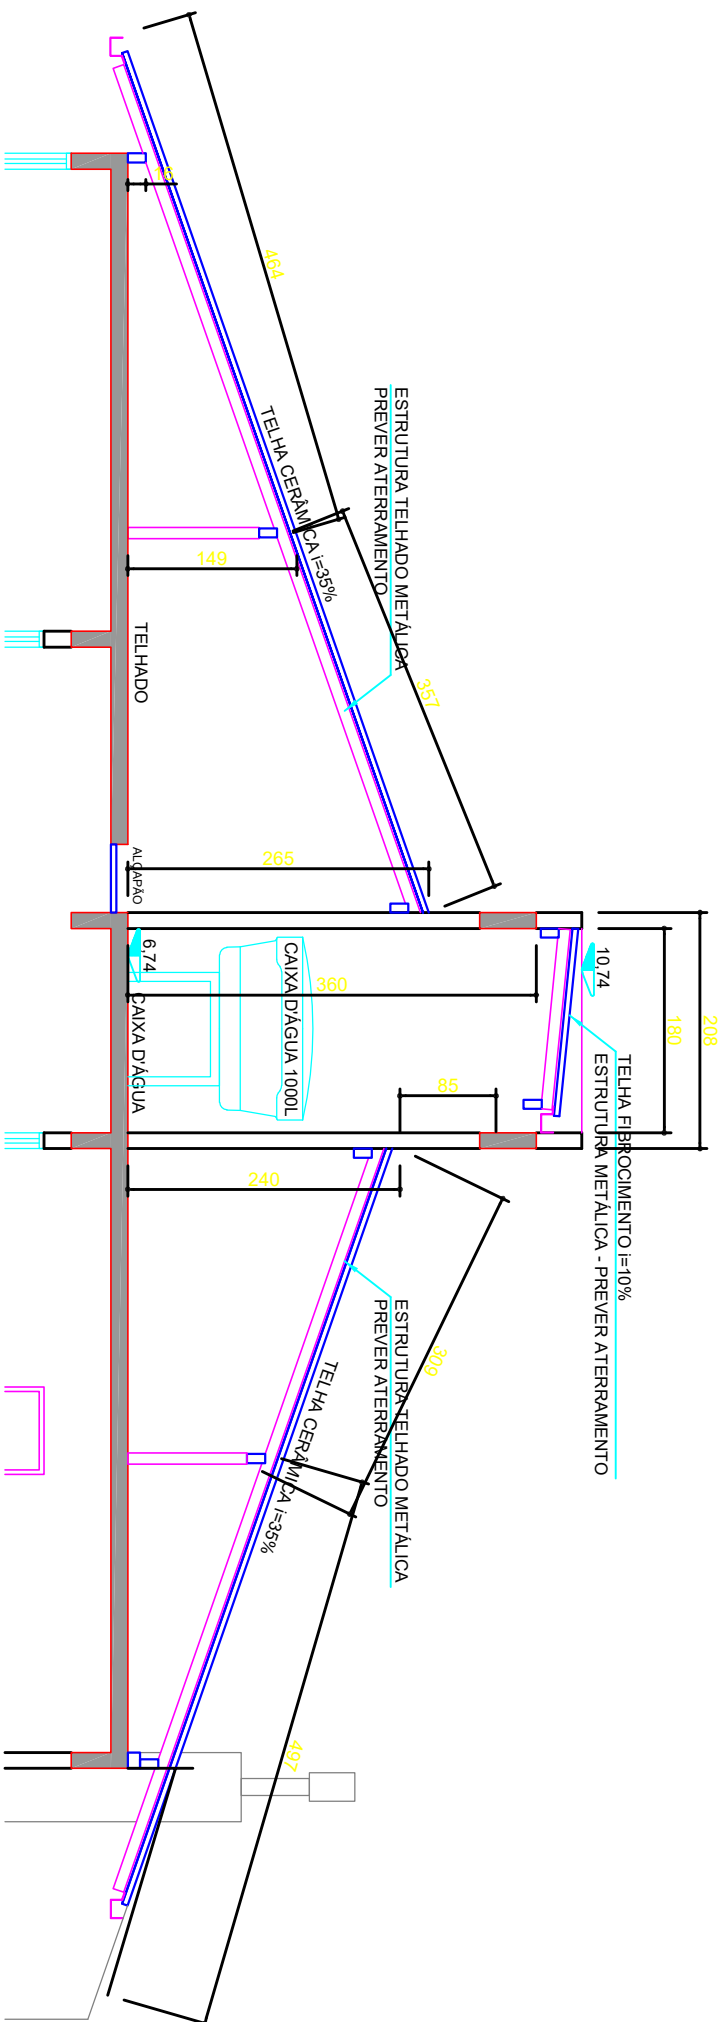 16
464
ESTRUTURA TELHADO METÁLICA
PREVER ATERRAMENTO
TELHA CERÂMICA i=35%
149
TELHADO
357
265
ALÇAPÃO
6,74
CAIXA D'ÁGUA
CAIXA D'ÁGUA 1000L
360
10,74
180
208
85
TELHA FIBROCIMENTO i=10%
ESTRUTURA METÁLICA - PREVER ATERRAMENTO
240
ESTRUTURA TELHADO METÁLICA
PREVER ATERRAMENTO
309
TELHA CERÂMICA i=35%
497